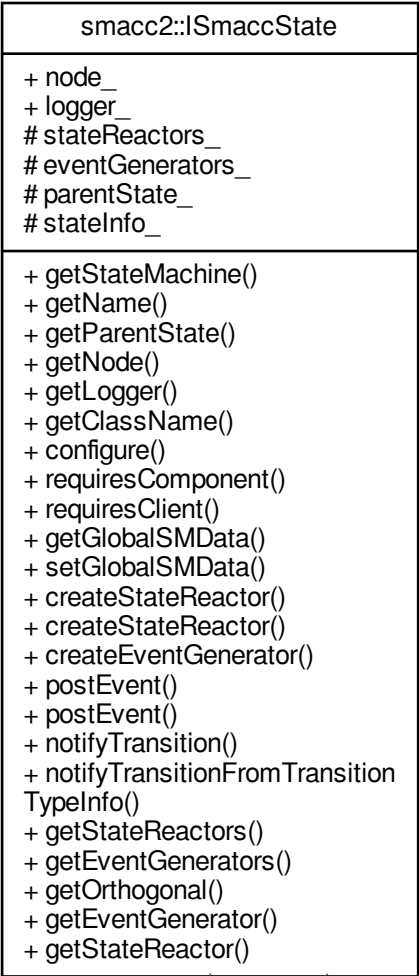 smacc2::ISmaccState
+ node_
+ logger_
# stateReactors_
# eventGenerators_
# parentState_
# stateInfo_
+ getStateMachine()
+ getName()
+ getParentState()
+ getNode()
+ getLogger()
+ getClassName()
+ configure()
+ requiresComponent()
+ requiresClient()
+ getGlobalSMData()
+ setGlobalSMData()
+ createStateReactor()
+ createStateReactor()
+ createEventGenerator()
+ postEvent()
+ postEvent()
+ notifyTransition()
+ notifyTransitionFromTransition
TypeInfo()
+ getStateReactors()
+ getEventGenerators()
+ getOrthogonal()
+ getEventGenerator()
+ getStateReactor()